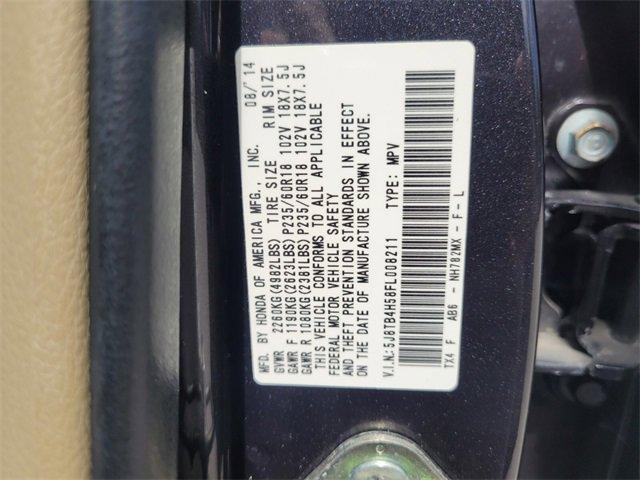 MFD. BY HONDA OF AMERICA MFG., INC. 08/'14
GVWR 2260KG(4982LBS) TIRE SIZE RIM SIZE
GAWR F 1190KG(2623LBS) P235/60R18 102V 18X7.5J
GAWR R 1080KG(2381LBS) P235/60R18 102V 18X7.5J
THIS VEHICLE CONFORMS TO ALL APPLICABLE
FEDERAL MOTOR VEHICLE SAFETY
AND THEFT PREVENTION STANDARDS IN EFFECT
ON THE DATE OF MANUFACTURE SHOWN ABOVE.
V.I.N.: 5J8TB4H58FL008211 TYPE: MPV
TX4 F AB6 - NH782MX - F - L